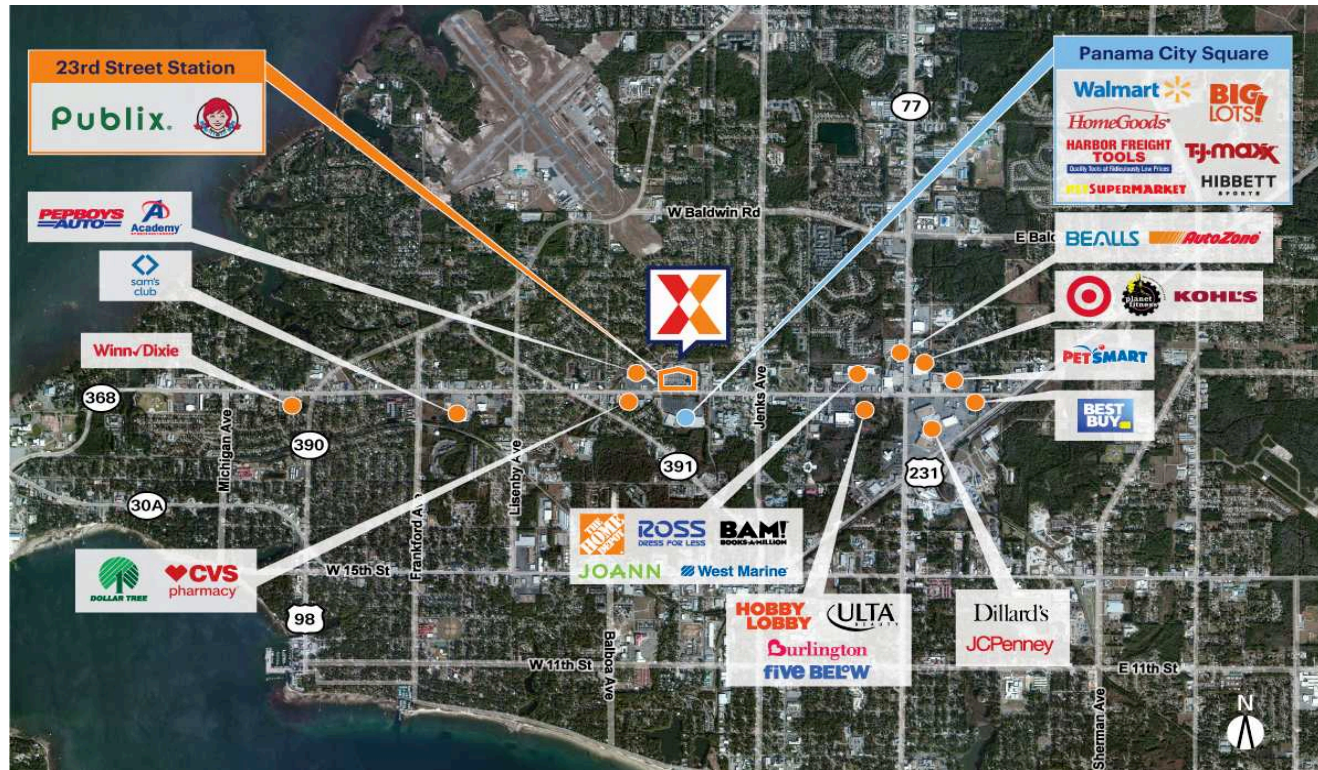 23rd Street Station
Publix.
PEPBOYS
AUTO
Academy
sam's
club
Winn✓Dixie
368
Michigan Ave
390
30A
Frankford Ave
Lisenby Ave
DOLLAR TREE
CVS
pharmacy
W 15th St
98
W 11th St
Balboa Ave
W Baldwin Rd
77
391
Jenks Ave
231
THE
HOME
DEPOT
ROSS
DRESS FOR LESS
BAM!
BOOKS-A-MILLION
JOANN
West Marine
HOBBY
LOBBY
ULTA
BEAUTY
Burlington
five BELOW
Dillard's
JCPenney
Panama City Square
Walmart
BIG
LOTS!
HomeGoods
HARBOR FREIGHT
TOOLS
Quality Tools at Ridiculously Low Prices
T.J.maxx
PET SUPERMARKET
HIBBETT
SPORTS
E Bal
BEALLS
AutoZone
planet
fitness
KOHL'S
PETSMART
BEST
BUY
E 11th St
Sherman Ave
N